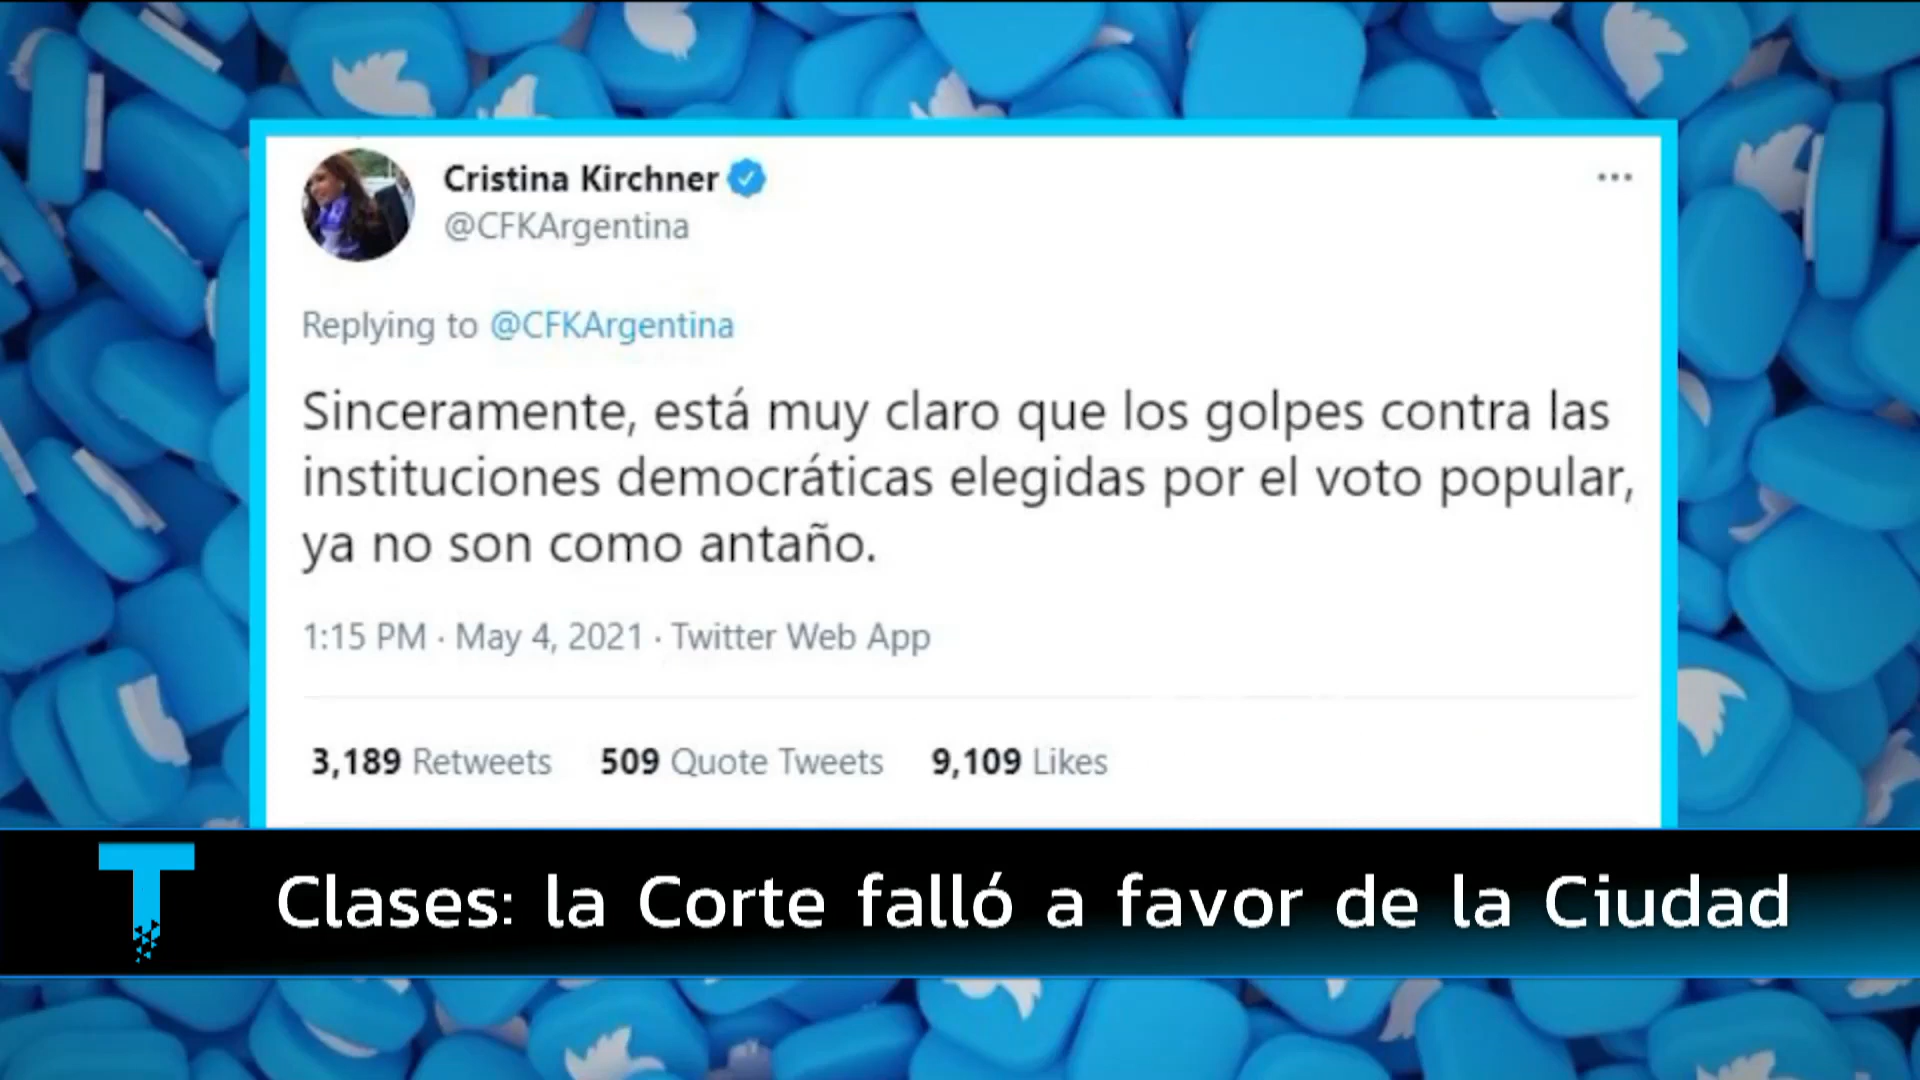 Cristina Kirchner
@CFKArgentina
Replying to @CFKArgentina
Sinceramente, está muy claro que los golpes contra las
instituciones democráticas elegidas por el voto popular,
ya no son como antaño.
1:15 PM · May 4, 2021 · Twitter Web App
3,189 Retweets 509 Quote Tweets 9,109 Likes
T
Clases: la Corte falló a favor de la Ciudad